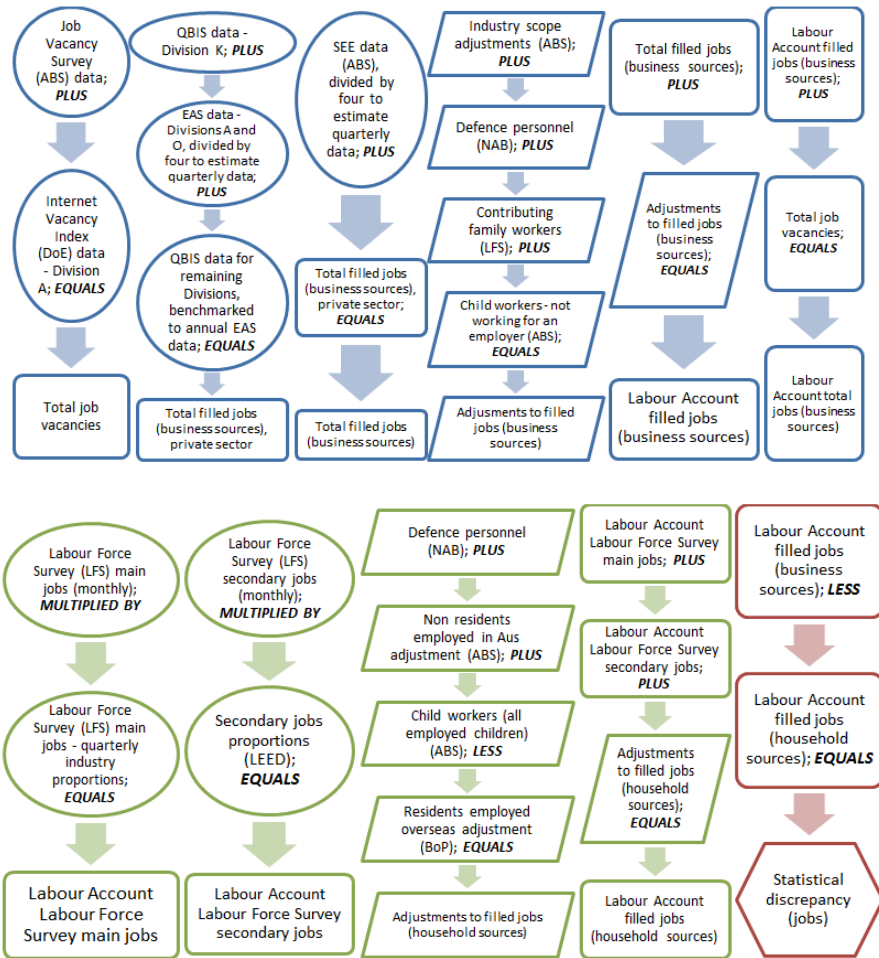 Job
Vacancy
Survey
(ABS) data;
PLUS
Internet
Vacancy
Index
(DoE) data
- Division
A; EQUALS
Total job
vacancies
QBIS data -
Division K; PLUS
EAS data -
Divisions A and
O, divided by
four to estimate
quarterly data;
PLUS
QBIS data for
remaining
Divisions,
benchmarked
to annual EAS
data; EQUALS
Total filled jobs
(business sources),
private sector
SEE data
(ABS),
divided by
four to
estimate
quarterly
data; PLUS
Total filled jobs
(business sources),
private sector;
EQUALS
Total filled jobs
(business sources)
Industry scope
adjustments (ABS);
PLUS
Defence personnel
(NAB); PLUS
Contributing
family workers
(LFS); PLUS
Child workers - not
working for an
employer (ABS);
EQUALS
Adjusments to filled
jobs (business
sources)
Total filled jobs
(business sources);
PLUS
Adjustments
to filled jobs
(business
sources);
EQUALS
Labour Account
filled jobs
(business sources)
Labour
Account filled
jobs (business
sources);
PLUS
Total job
vacancies;
EQUALS
Labour
Account total
jobs (business
sources)
Labour Force
Survey (LFS) main
jobs (monthly);
MULTIPLIED BY
Labour Force
Survey (LFS) main
jobs - quarterly
industry
proportions;
EQUALS
Labour Account
Labour Force
Survey main jobs
Labour Force
Survey (LFS)
secondary jobs
(monthly);
MULTIPLIED BY
Secondary jobs
proportions
(LEED);
EQUALS
Labour Account
Labour Force Survey
secondary jobs
Defence personnel
(NAB); PLUS
Non residents
employed in Aus
adjustment (ABS); PLUS
Child workers (all
employed children)
(ABS); LESS
Residents employed
overseas adjustment
(BoP); EQUALS
Adjustments to filled jobs
(household sources)
Labour Account
Labour Force Survey
main jobs; PLUS
Labour Account
Labour Force Survey
secondary jobs;
PLUS
Adjustments
to filled jobs
(household
sources);
EQUALS
Labour Account
filled jobs
(household sources)
Labour Account
filled jobs
(business
sources); LESS
Labour Account
filled jobs
(household
sources); EQUALS
Statistical
discrepancy
(jobs)